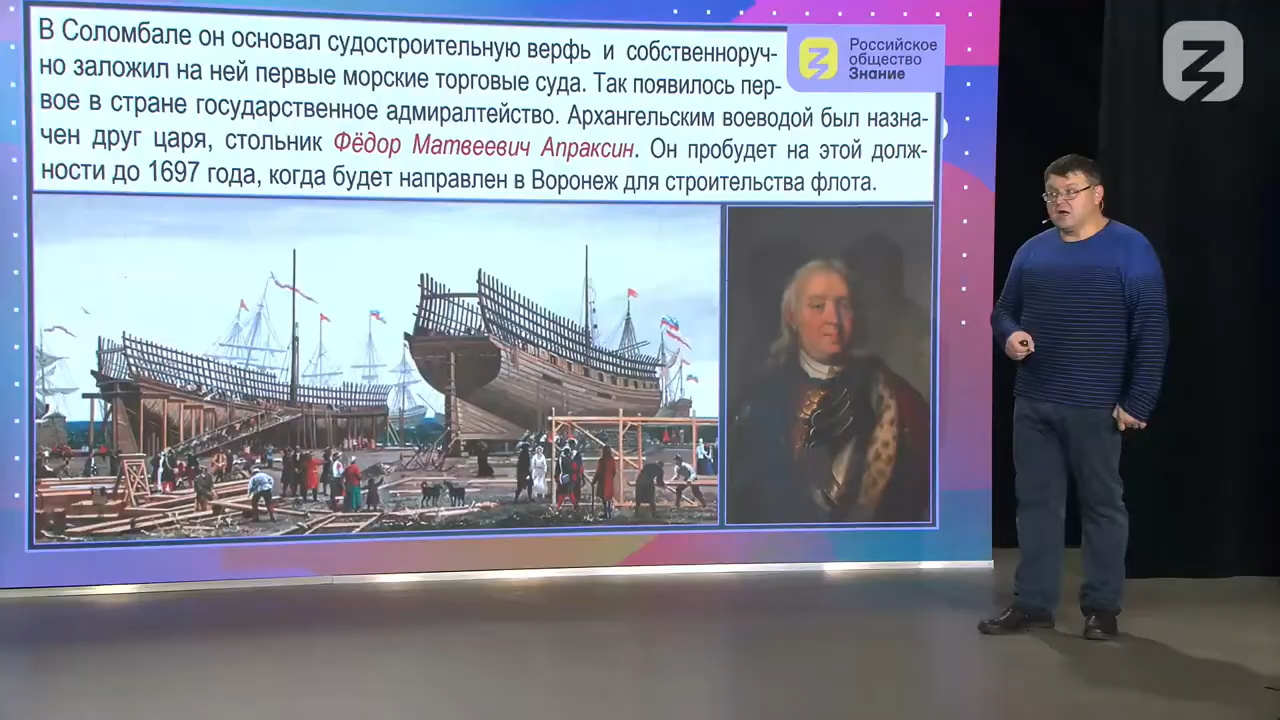 В Соломбале он основал судостроительную верфь и собственноруч-
но заложил на ней первые морские торговые суда. Так появилось пер-
вое в стране государственное адмиралтейство. Архангельским воеводой был назна-
чен друг царя, стольник Фёдор Матвеевич Апраксин. Он пробудет на этой долж-
ности до 1697 года, когда будет направлен в Воронеж для строительства флота.
Российское
общество
Знание